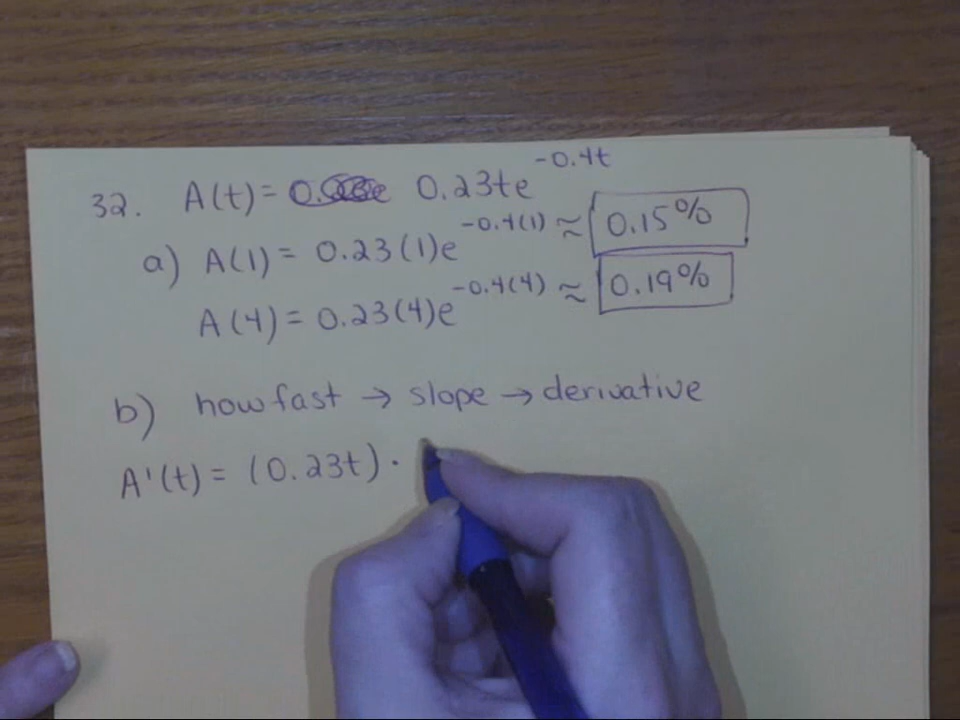 32. A(t) = 0.23te^-0.4t
a) A(1) = 0.23(1)e^-0.4(1) ≈ 0.15%
A(4) = 0.23(4)e^-0.4(4) ≈ 0.19%
b) how fast → slope → derivative
A'(t) = (0.23t) ·